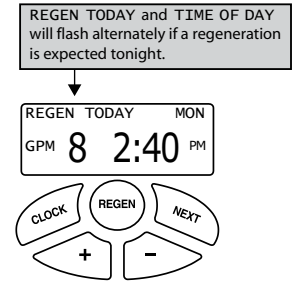 REGEN TODAY and TIME OF DAY
will flash alternately if a regeneration
is expected tonight.
REGEN TODAY MON
GPM 8 2:40 PM
CLOCK REGEN NEXT
+ -